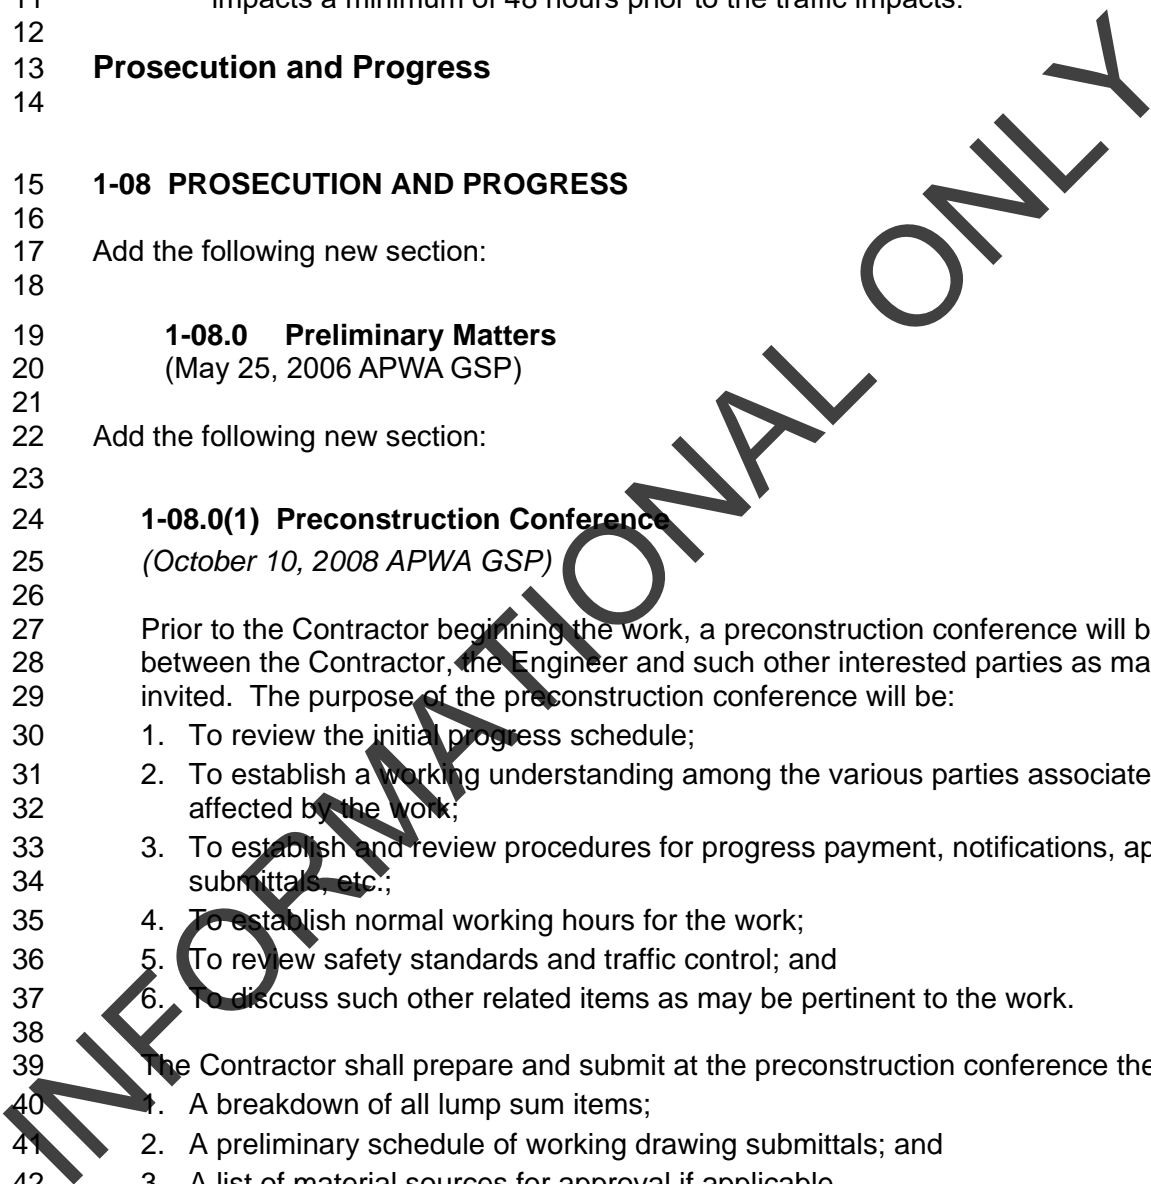 11 impacts a minimum of 48 hours prior to the traffic impacts.
12
13 Prosecution and Progress
14
15 1-08 PROSECUTION AND PROGRESS
16
17 Add the following new section:
18
19 1-08.0 Preliminary Matters
20 (May 25, 2006 APWA GSP)
21
22 Add the following new section:
23
24 1-08.0(1) Preconstruction Conference
25 (October 10, 2008 APWA GSP)
26
27 Prior to the Contractor beginning the work, a preconstruction conference will b
28 between the Contractor, the Engineer and such other interested parties as ma
29 invited. The purpose of the preconstruction conference will be:
30 1. To review the initial progress schedule;
31 2. To establish a working understanding among the various parties associate
32 affected by the work;
33 3. To establish and review procedures for progress payment, notifications, ap
34 submittals, etc.;
35 4. To establish normal working hours for the work;
36 5. To review safety standards and traffic control; and
37 6. To discuss such other related items as may be pertinent to the work.
38
39 The Contractor shall prepare and submit at the preconstruction conference the
40 1. A breakdown of all lump sum items;
41 2. A preliminary schedule of working drawing submittals; and
42 3. A list of material sources for approval if applicable.
INFORMATIONAL ONLY